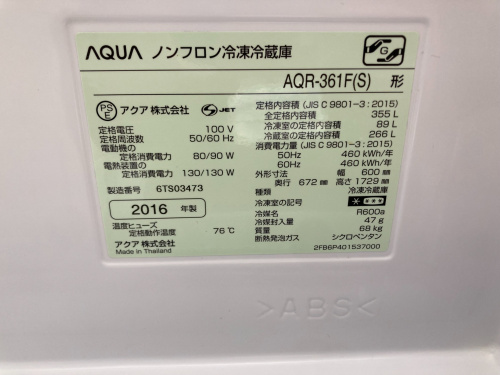 AQUA ノンフロン冷凍冷蔵庫
AQR-361F(S) 形
G
PS
E
アクア株式会社
S JET
定格電圧 100 V
定格周波数 50/60 Hz
電動機の
定格消費電力 80/90 W
電熱装置の
定格消費電力 130/130 W
製造番号 6TS03473
2016 年製
温度ヒューズ
定格動作温度 76℃
アクア株式会社
Made in Thailand
定格内容積 (JIS C 9801-3:2015)
全定格内容積 355 L
冷凍室の定格内容積 89 L
冷蔵室の定格内容積 266 L
消費電力量 (JIS C 9801-3:2015)
50Hz 460 kWh/年
60Hz 460 kWh/年
外形寸法 幅 600 mm
奥行 672 mm 高さ 1729 mm
種類 冷凍冷蔵庫
冷凍室の記号
冷媒名 R600a
冷媒封入量 47 g
質量 68 kg
断熱発泡ガス シクロペンタン
2FB6P401537000
>ABS<